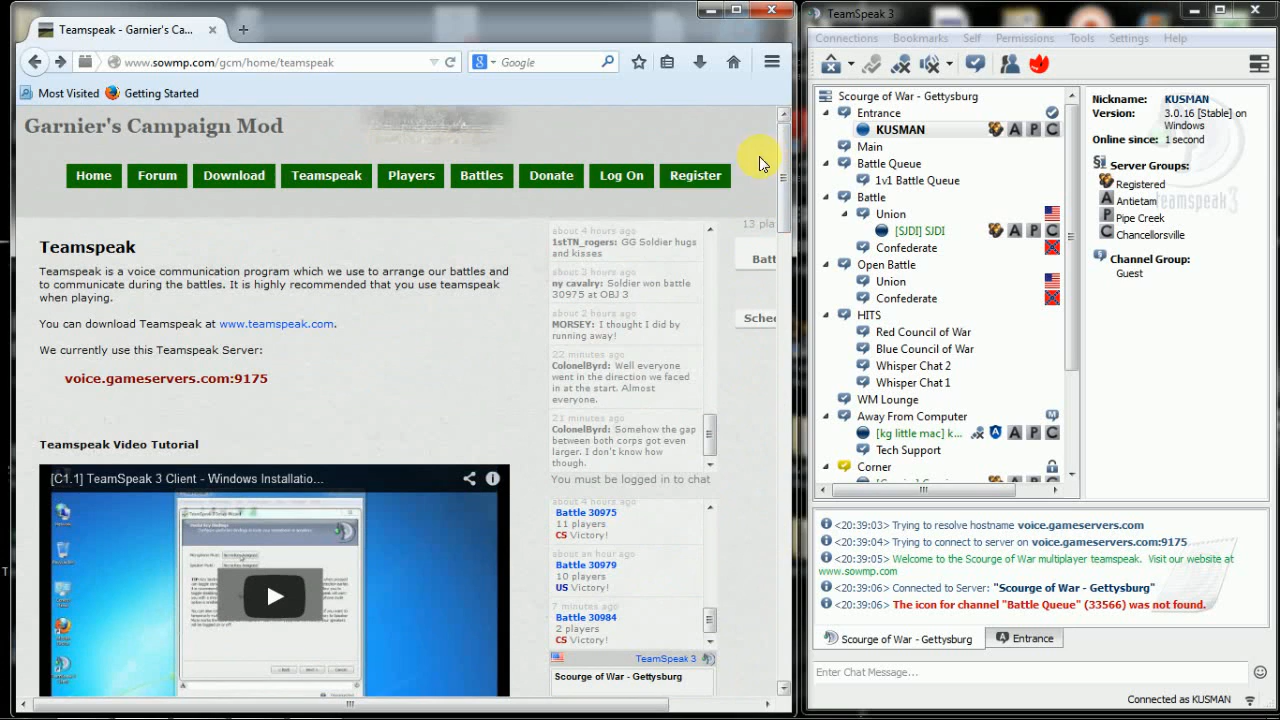 Teamspeak - Garnier's Ca...
www.sowmp.com/gcm/home/teamspeak
Google
Most Visited
Getting Started
Garnier's Campaign Mod
Home
Forum
Download
Teamspeak
Players
Battles
Donate
Log On
Register
Teamspeak
Teamspeak is a voice communication program which we use to arrange our battles and
to communicate during the battles. It is highly recommended that you use teamspeak
when playing.
You can download Teamspeak at www.teamspeak.com.
We currently use this Teamspeak Server:
voice.gameservers.com:9175
Teamspeak Video Tutorial
[C1.1] TeamSpeak 3 Client - Windows Installatio...
about 4 hours ago
1stTN_rogers: GG Soldier hugs
and kisses
about 3 hours ago
ny cavalry: Soldier won battle
30975 at OBJ 3
about 2 hours ago
MORSEY: I thought I did by
running away!
22 minutes ago
ColonelByrd: Well everyone
went in the direction we faced
in at the start. Almost
everyone.
21 minutes ago
ColonelByrd: Somehow the gap
between both corps got even
larger. I don't know how
though.
You must be logged in to chat
about 4 hours ago
Battle 30975
11 players
CS Victory!
about an hour ago
Battle 30979
10 players
US Victory!
7 minutes ago
Battle 30984
2 players
CS Victory!
TeamSpeak 3
Scourge of War - Gettysburg
13 pla
Batt
Sche
TeamSpeak 3
Connections Bookmarks Self Permissions Tools Settings Help
Scourge of War - Gettysburg
Entrance
KUSMAN
Main
Battle Queue
1v1 Battle Queue
Battle
Union
[SJDI] SJDI
Confederate
Open Battle
Union
Confederate
HITS
Red Council of War
Blue Council of War
Whisper Chat 2
Whisper Chat 1
WM Lounge
Away From Computer
[kg little mac] k...
Tech Support
Corner
Nickname: KUSMAN
Version: 3.0.16 [Stable] on
Windows
Online since: 1 second
Server Groups:
Registered
Antietam
Pipe Creek
Chancellorsville
Channel Group:
Guest
teamspeak 3
<20:39:03> Trying to resolve hostname voice.gameservers.com
<20:39:04> Trying to connect to server on voice.gameservers.com:9175
<20:39:05> Welcome to the Scourge of War multiplayer teamspeak. Visit our website at
www.sowmp.com
<20:39:06> Connected to Server: "Scourge of War - Gettysburg"
<20:39:06> The icon for channel "Battle Queue" (33566) was not found.
Scourge of War - Gettysburg
Entrance
Enter Chat Message...
Connected as KUSMAN